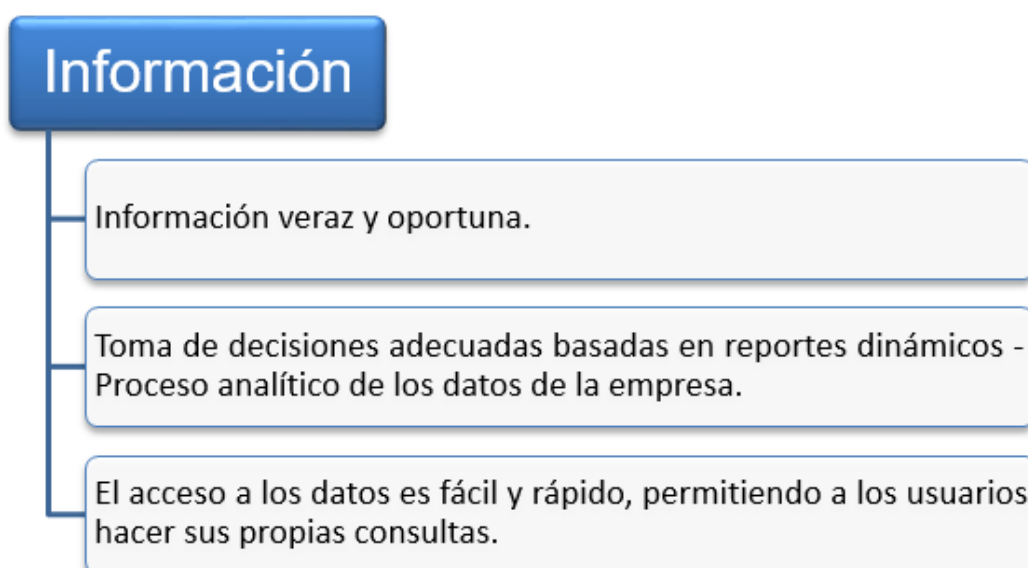 Información
Información veraz y oportuna.
Toma de decisiones adecuadas basadas en reportes dinámicos -
Proceso analítico de los datos de la empresa.
El acceso a los datos es fácil y rápido, permitiendo a los usuarios
hacer sus propias consultas.